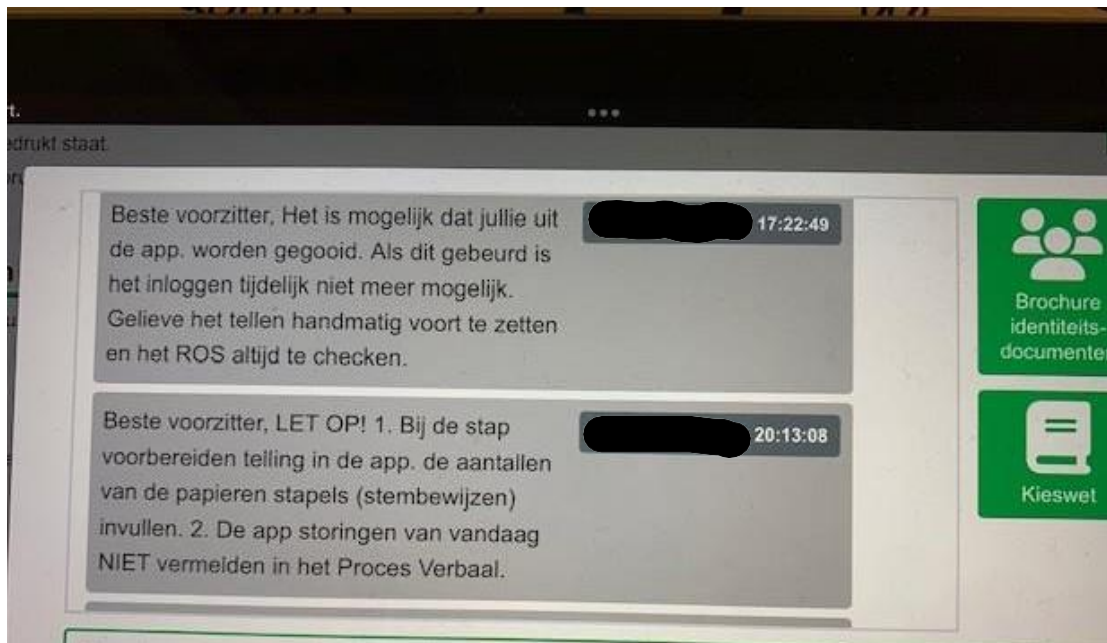 t.
edrukt staat.
Beste voorzitter, Het is mogelijk dat jullie uit
de app. worden gegooid. Als dit gebeurd is
het inloggen tijdelijk niet meer mogelijk.
Gelieve het tellen handmatig voort te zetten
en het ROS altijd te checken.
17:22:49
Beste voorzitter, LET OP! 1. Bij de stap
voorbereiden telling in de app. de aantallen
van de papieren stapels (stembewijzen)
invullen. 2. De app storingen van vandaag
NIET vermelden in het Proces Verbaal.
20:13:08
Brochure
identiteits-
documenten
Kieswet